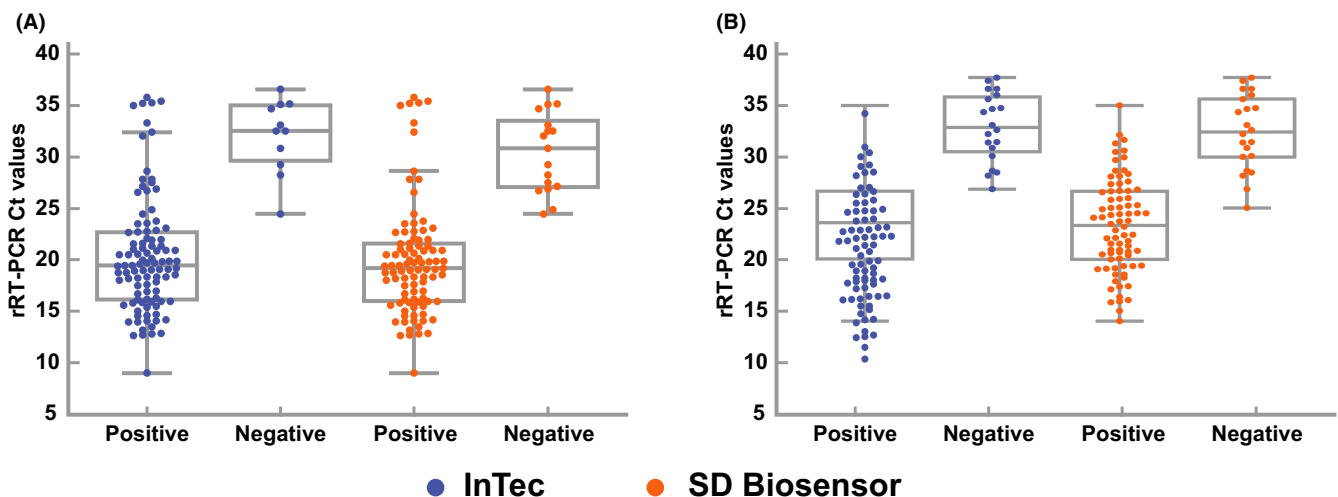 (A)
rRT-PCR Ct values
40
35
30
25
20
15
10
5
Positive
Negative
Positive
Negative
(B)
rRT-PCR Ct values
40
35
30
25
20
15
10
5
Positive
Negative
Positive
Negative
InTec
SD Biosensor